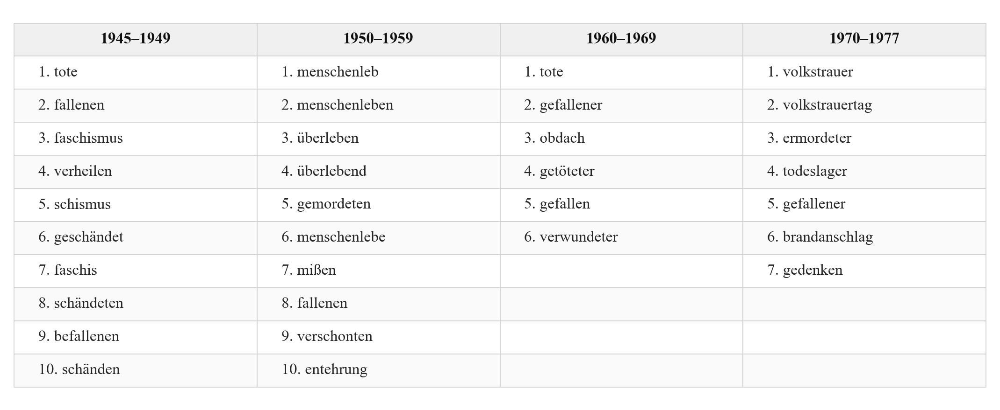 1945–1949 1950–1959 1960–1969 1970–1977
1. tote 1. menschenleb 1. tote 1. volkstrauer
2. fallenen 2. menschenleben 2. gefallener 2. volkstrauertag
3. faschismus 3. überleben 3. obdach 3. ermordeter
4. verheilen 4. überlebend 4. getöteter 4. todeslager
5. schismus 5. gemordeten 5. gefallen 5. gefallener
6. geschändet 6. menschenlebe 6. verwundeter 6. brandanschlag
7. faschis 7. mißen 7. gedenken
8. schändeten 8. fallenen
9. befallenen 9. verschonten
10. schänden 10. entehrung